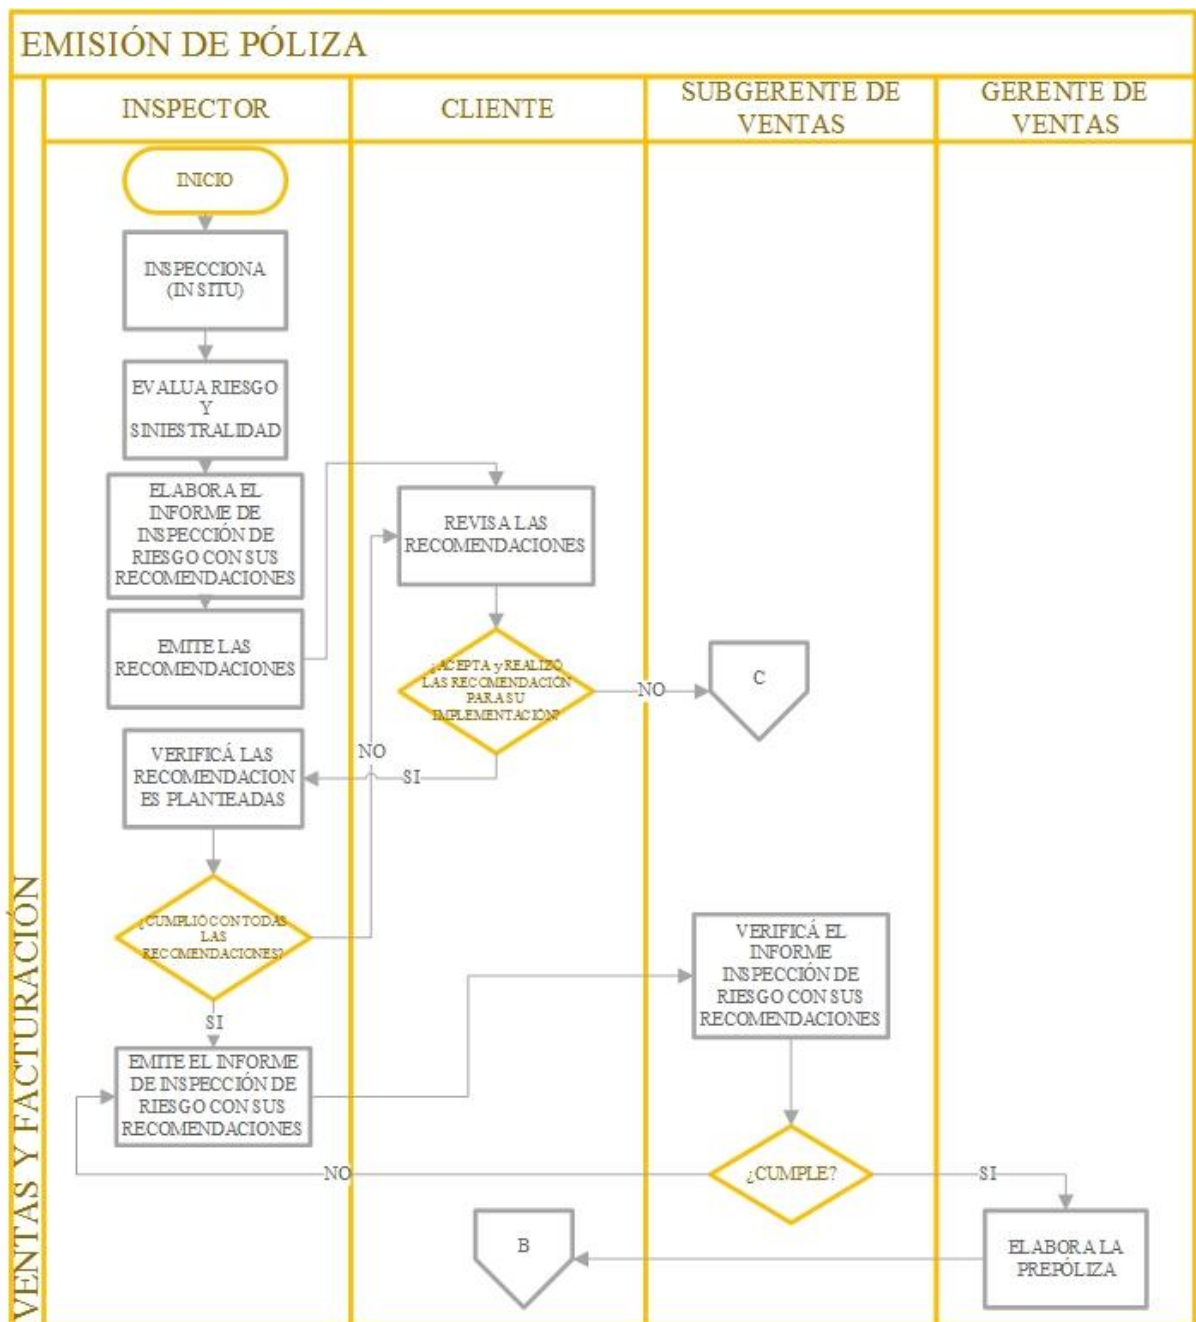 EMISIÓN DE PÓLIZA
INSPECTOR
CLIENTE
SUBGERENTE DE
VENTAS
GERENTE DE
VENTAS
VENTAS Y FACTURACIÓN
INICIO
INSPECCIONA
(IN SITU)
EVALUA RIESGO
Y
SINIESTRALIDAD
ELABORA EL
INFORME DE
INSPECCIÓN DE
RIESGO CON SUS
RECOMENDACIONES
EMITE LAS
RECOMENDACIONES
REVISA LAS
RECOMENDACIONES
¿ACEPTA y REALIZÓ
LAS RECOMENDACIÓN
PARA SU
IMPLEMENTACIÓN?
NO
C
SI
VERIFICÁ LAS
RECOMENDACION
ES PLANTEADAS
NO
¿CUMPLIÓ CON TODAS
LAS
RECOMENDACIONES?
SI
EMITE EL INFORME
DE INSPECCIÓN DE
RIESGO CON SUS
RECOMENDACIONES
VERIFICÁ EL
INFORME
INSPECCIÓN DE
RIESGO CON SUS
RECOMENDACIONES
¿CUMPLE?
NO
SI
ELABORA LA
PREPÓLIZA
B